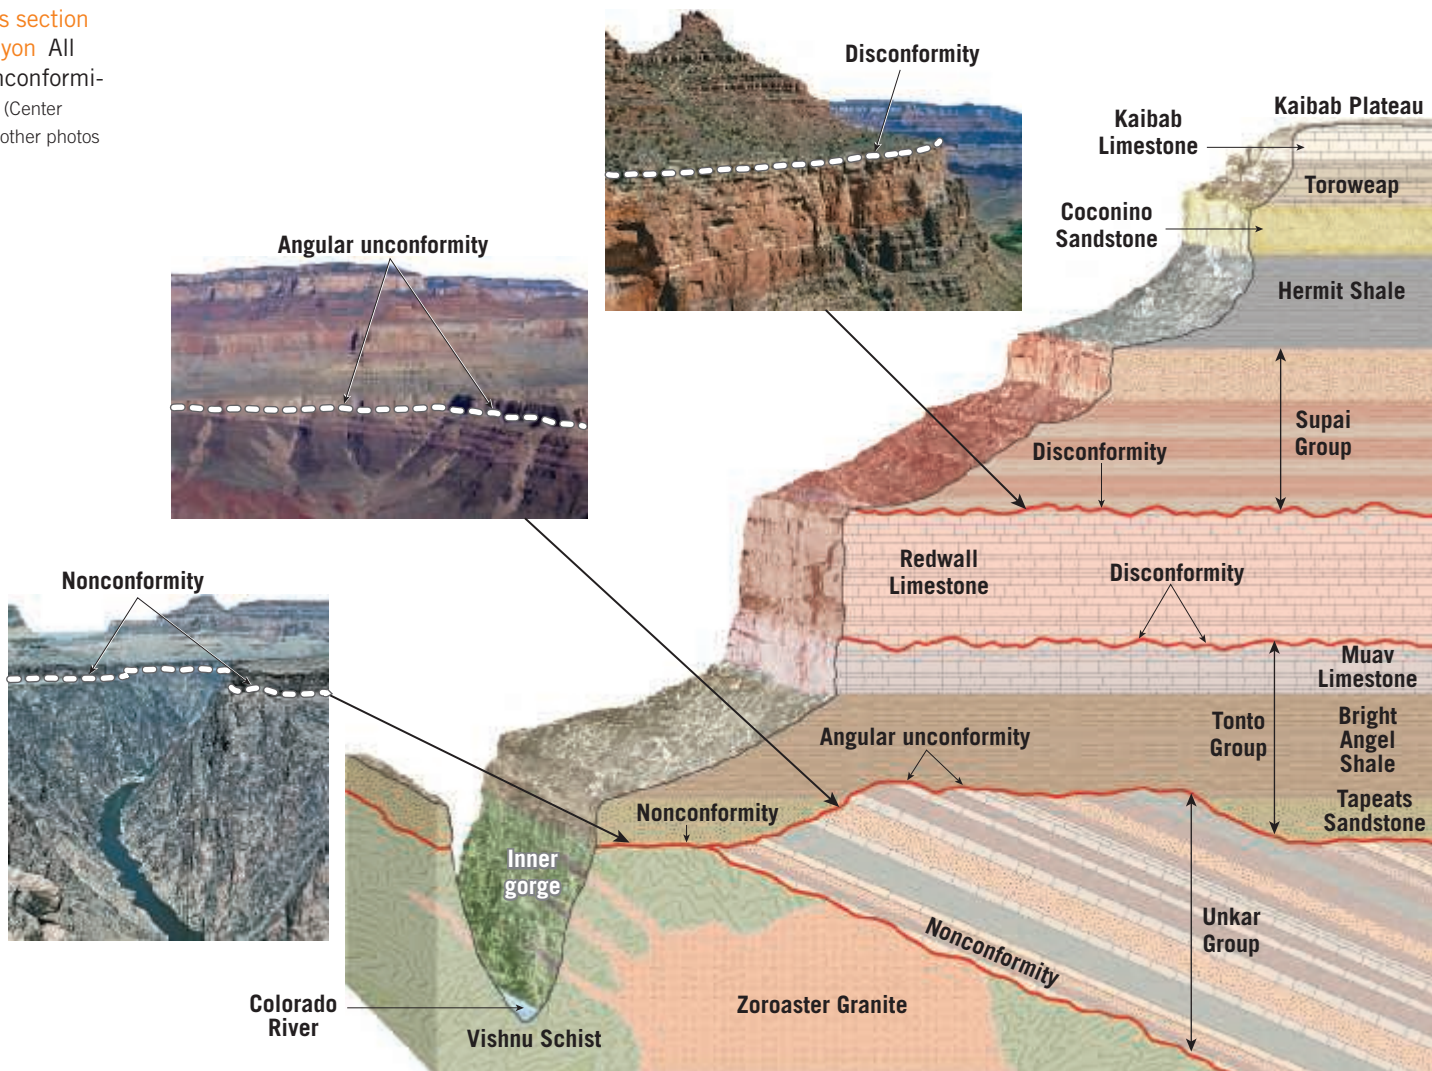 s section
yon All
nconformi-
(Center
other photos
Disconformity
Kaibab Plateau
Kaibab
Limestone
Toroweap
Coconino
Sandstone
Hermit Shale
Angular unconformity
Supai
Group
Disconformity
Redwall
Limestone
Disconformity
Nonconformity
Muav
Limestone
Tonto
Group
Bright
Angel
Shale
Angular unconformity
Tapeats
Sandstone
Nonconformity
Inner
gorge
Unkar
Group
Nonconformity
Zoroaster Granite
Colorado
River
Vishnu Schist